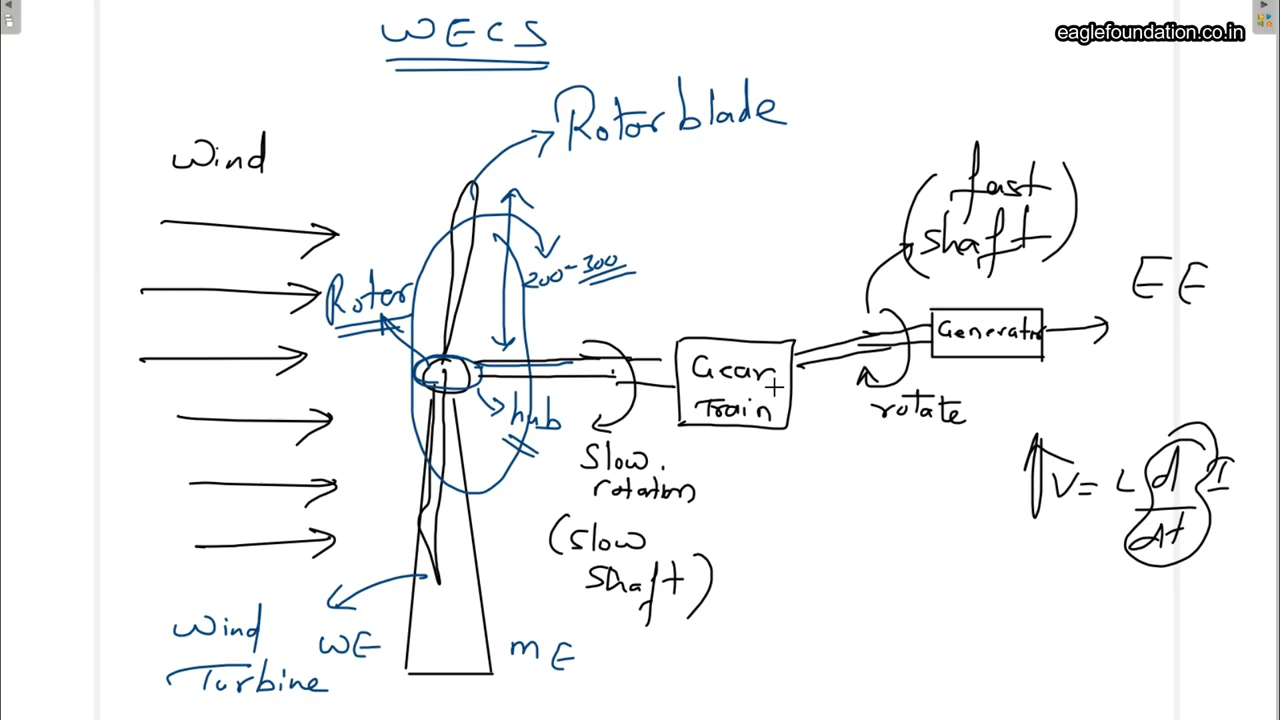 eaglefoundation.co.in
WECS
Rotor blade
Wind
(fast
shaft)
200-300
Rotor
EE
Generator
Gear
Train
rotate
hub
Slow
rotation
(Slow
shaft)
V= L d I
dt
Wind
Turbine
WE
mE